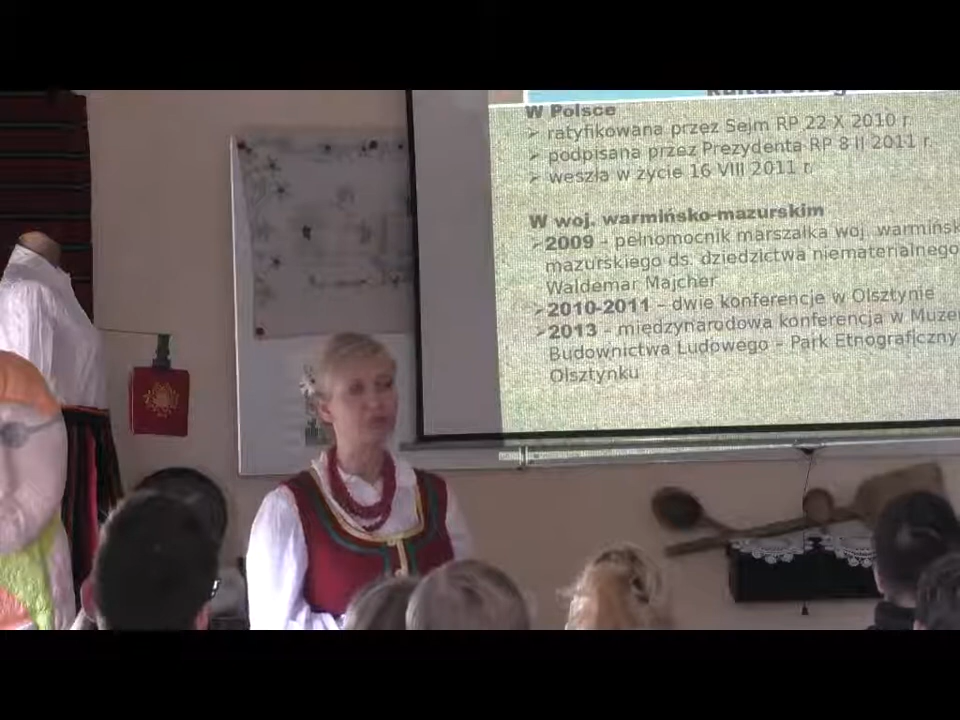 W Polsce
➢ ratyfikowana przez Sejm RP 22 X 2010 r.
➢ podpisana przez Prezydenta RP 8 II 2011 r.
➢ weszła w życie 16 VIII 2011 r.
W woj. warmińsko-mazurskim
➢ 2009 – pełnomocnik marszałka woj. warmińsk
mazurskiego ds. dziedzictwa niematerialnego
Waldemar Majcher
➢ 2010-2011 – dwie konferencje w Olsztynie
➢ 2013 – międzynarodowa konferencja w Muze
Budownictwa Ludowego – Park Etnograficzny
Olsztynku